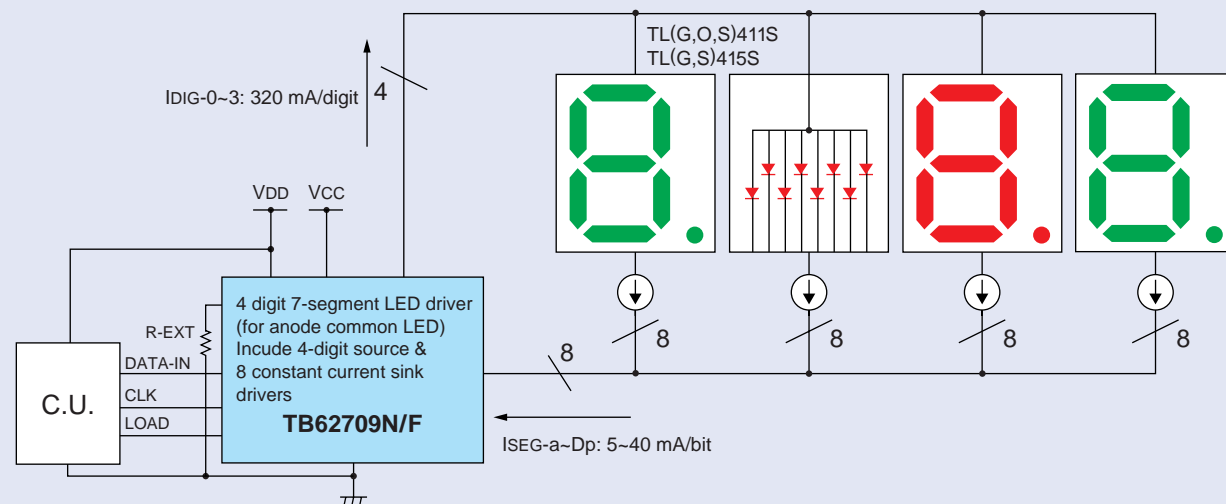 TL(G,O,S)411S
TL(G,S)415S
IDIG-0~3: 320 mA/digit
4
VDD
VCC
4 digit 7-segment LED driver
(for anode common LED)
Incude 4-digit source &
8 constant current sink
drivers
TB62709N/F
R-EXT
DATA-IN
CLK
LOAD
C.U.
8
8
8
8
8
ISEG-a~Dp: 5~40 mA/bit